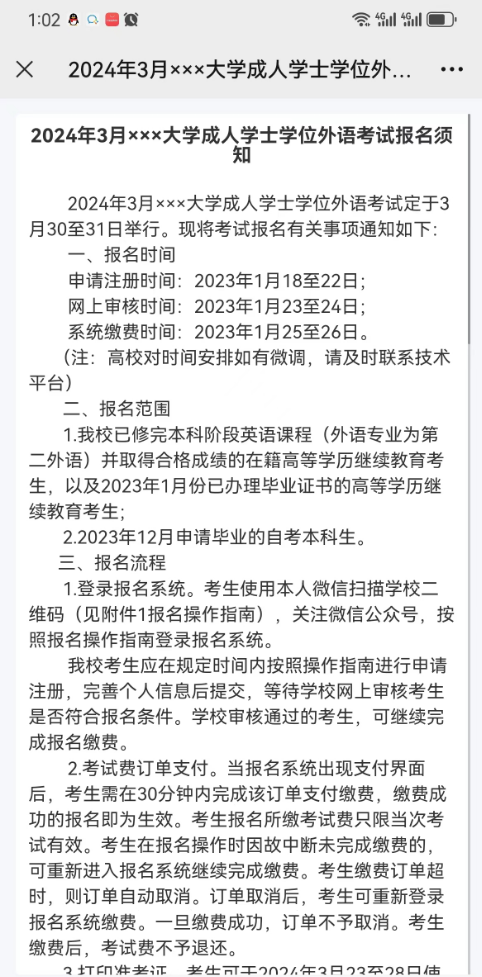 1:02
4G 4G
2024年3月×××大学成人学士学位外...
2024年3月×××大学成人学士学位外语考试报名须
知
2024年3月×××大学成人学士学位外语考试定于3
月30至31日举行。现将考试报名有关事项通知如下：
一、报名时间
申请注册时间：2023年1月18至22日；
网上审核时间：2023年1月23至24日；
系统缴费时间：2023年1月25至26日。
（注：高校对时间安排如有微调，请及时联系技术
平台）
二、报名范围
1.我校已修完本科阶段英语课程（外语专业为第
二外语）并取得合格成绩的在籍高等学历继续教育考
生，以及2023年1月份已办理毕业证书的高等学历继
续教育考生；
2.2023年12月申请毕业的自考本科生。
三、报名流程
1.登录报名系统。考生使用本人微信扫描学校二
维码（见附件1报名操作指南），关注微信公众号，按
照报名操作指南登录报名系统。
我校考生应在规定时间内按照操作指南进行申请
注册，完善个人信息后提交，等待学校网上审核考生
是否符合报名条件。学校审核通过的考生，可继续完
成报名缴费。
2.考试费订单支付。当报名系统出现支付界面
后，考生需在30分钟内完成该订单支付缴费，缴费成
功的报名即为生效。考生报名所缴考试费只限当次考
试有效。考生在报名操作时因故中断未完成缴费的，
可重新进入报名系统继续完成缴费。考生缴费订单超
时，则订单自动取消。订单取消后，考生可重新登录
报名系统缴费。一旦缴费成功，订单不予取消。考生
缴费后，考试费不予退还。
3.打印准考证。考生可于2024年3月23至28日使